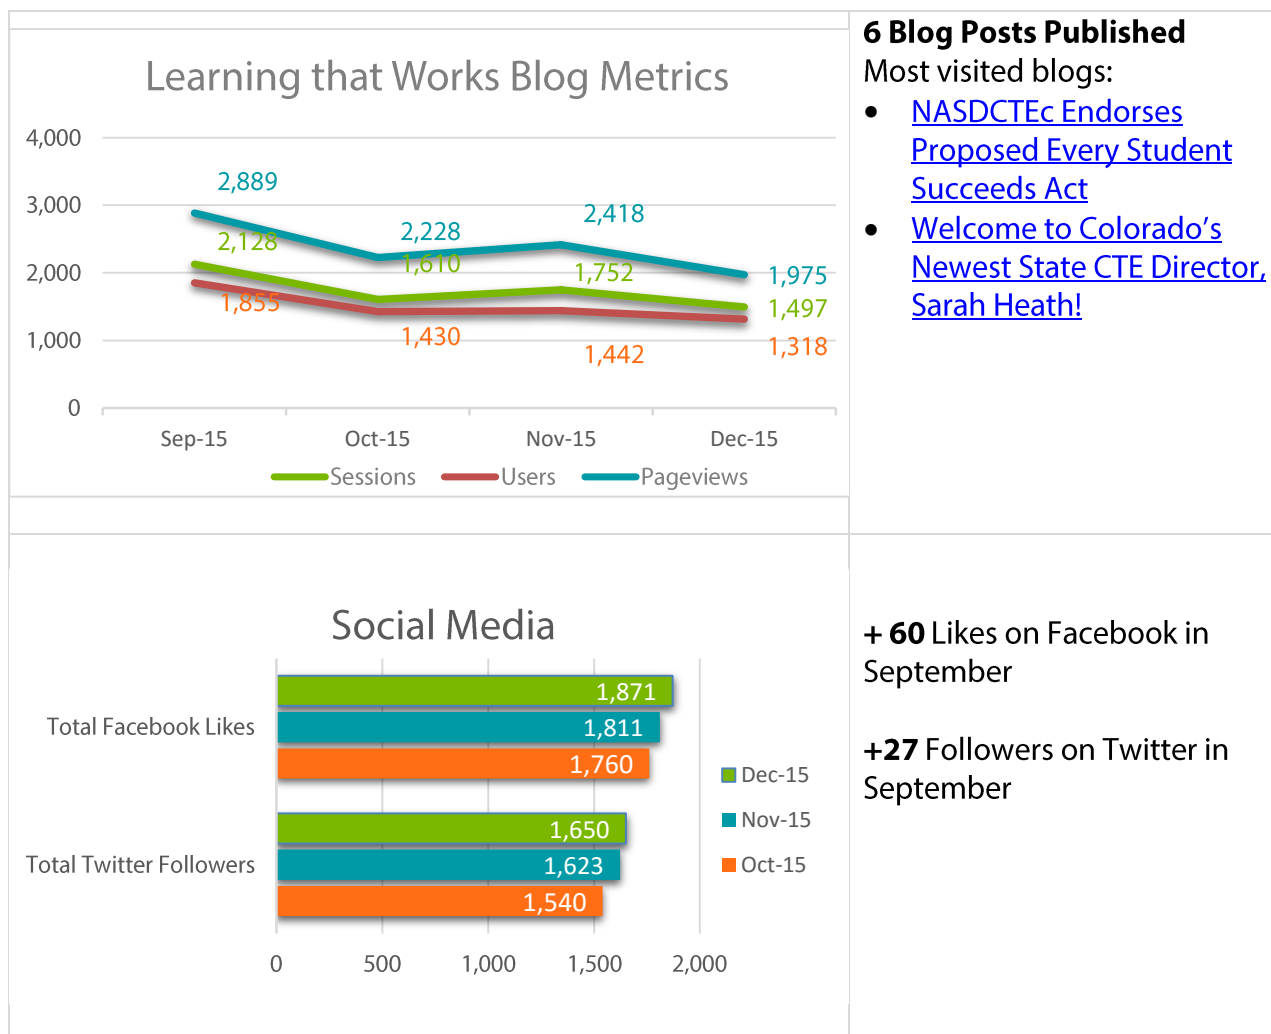 Learning that Works Blog Metrics
4,000
3,000
2,000
1,000
0
2,889
2,228
2,418
1,975
2,128
1,610
1,752
1,497
1,855
1,430
1,442
1,318
Sep-15
Oct-15
Nov-15
Dec-15
Sessions
Users
Pageviews
6 Blog Posts Published
Most visited blogs:
• NASDCTEc Endorses
Proposed Every Student
Succeeds Act
• Welcome to Colorado’s
Newest State CTE Director,
Sarah Heath!
Social Media
Total Facebook Likes
1,871
1,811
1,760
Total Twitter Followers
1,650
1,623
1,540
0
500
1,000
1,500
2,000
Dec-15
Nov-15
Oct-15
+ 60 Likes on Facebook in
September
+27 Followers on Twitter in
September